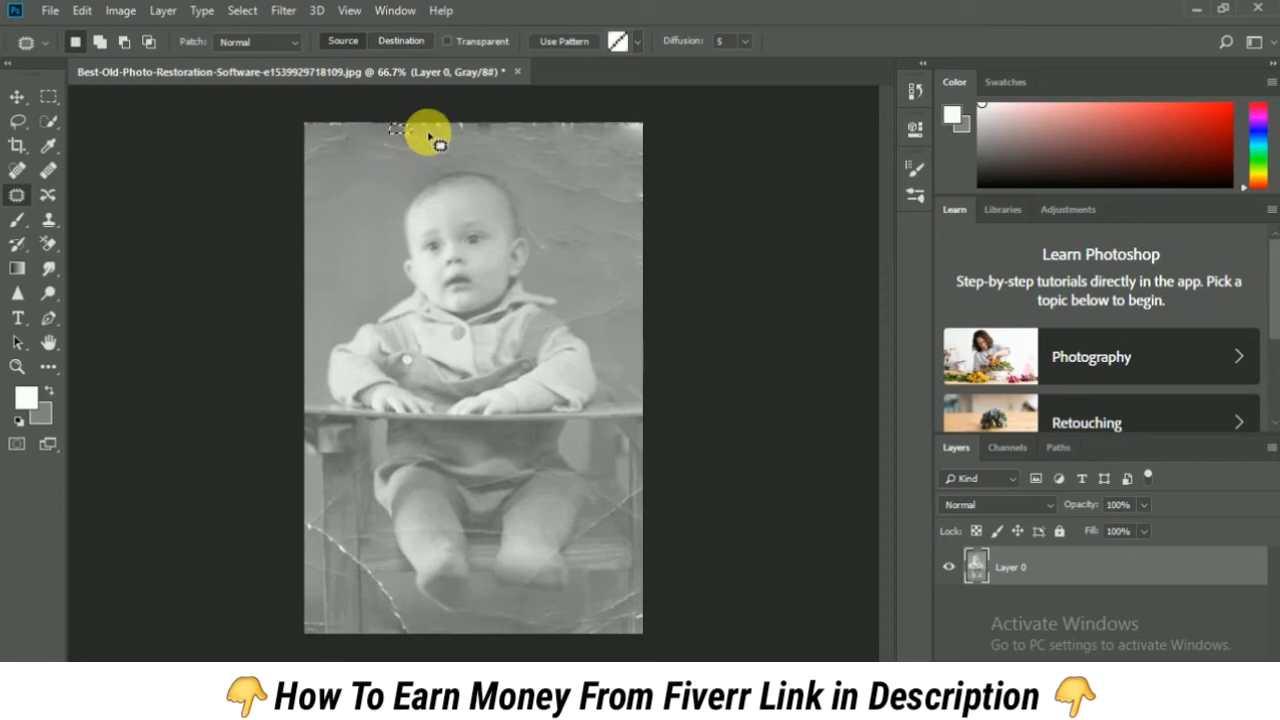 Ps File Edit Image Layer Type Select Filter 3D View Window Help
Patch: Normal Source Destination Transparent Use Pattern Diffusion: 5
Best-Old-Photo-Restoration-Software-e1539929718109.jpg @ 66.7% (Layer 0, Gray/8#) * ×
Color Swatches
Learn Libraries Adjustments
Learn Photoshop
Step-by-step tutorials directly in the app. Pick a
topic below to begin.
Photography
Retouching
Layers Channels Paths
Kind
Normal Opacity: 100%
Lock: Fill: 100%
Layer 0
Activate Windows
Go to PC settings to activate Windows.
How To Earn Money From Fiverr Link in Description